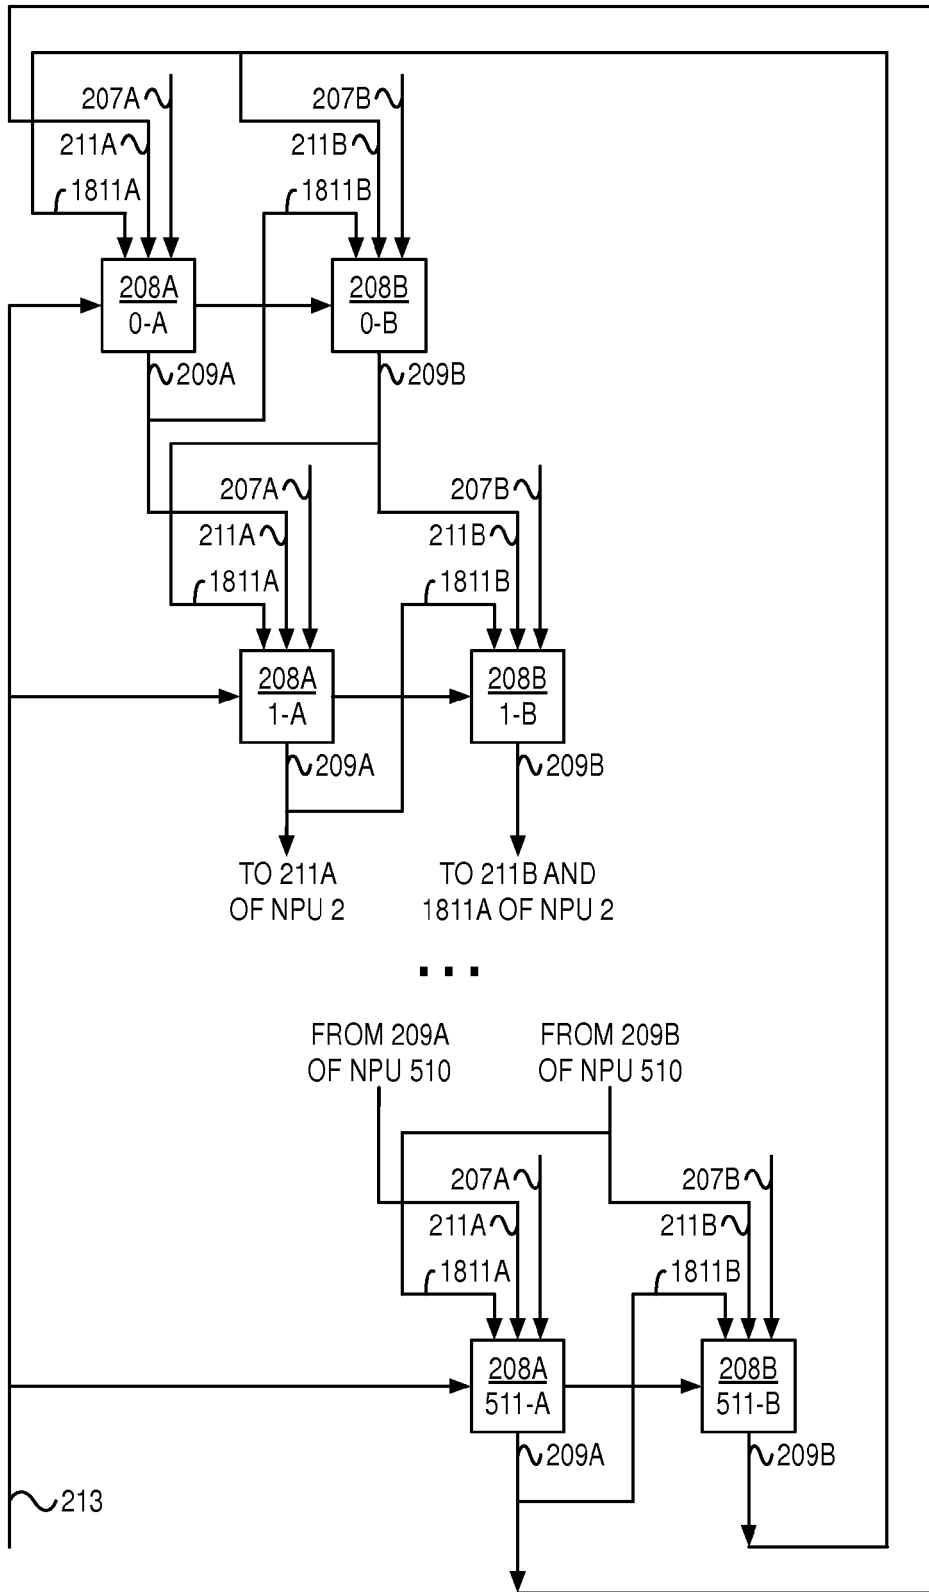 207A
207B
211A
211B
1811A
1811B
208A
0-A
208B
0-B
209A
209B
207A
207B
211A
211B
1811A
1811B
208A
1-A
208B
1-B
209A
209B
TO 211A
OF NPU 2
TO 211B AND
1811A OF NPU 2
...
FROM 209A
OF NPU 510
FROM 209B
OF NPU 510
207A
207B
211A
211B
1811A
1811B
208A
511-A
208B
511-B
209A
209B
213